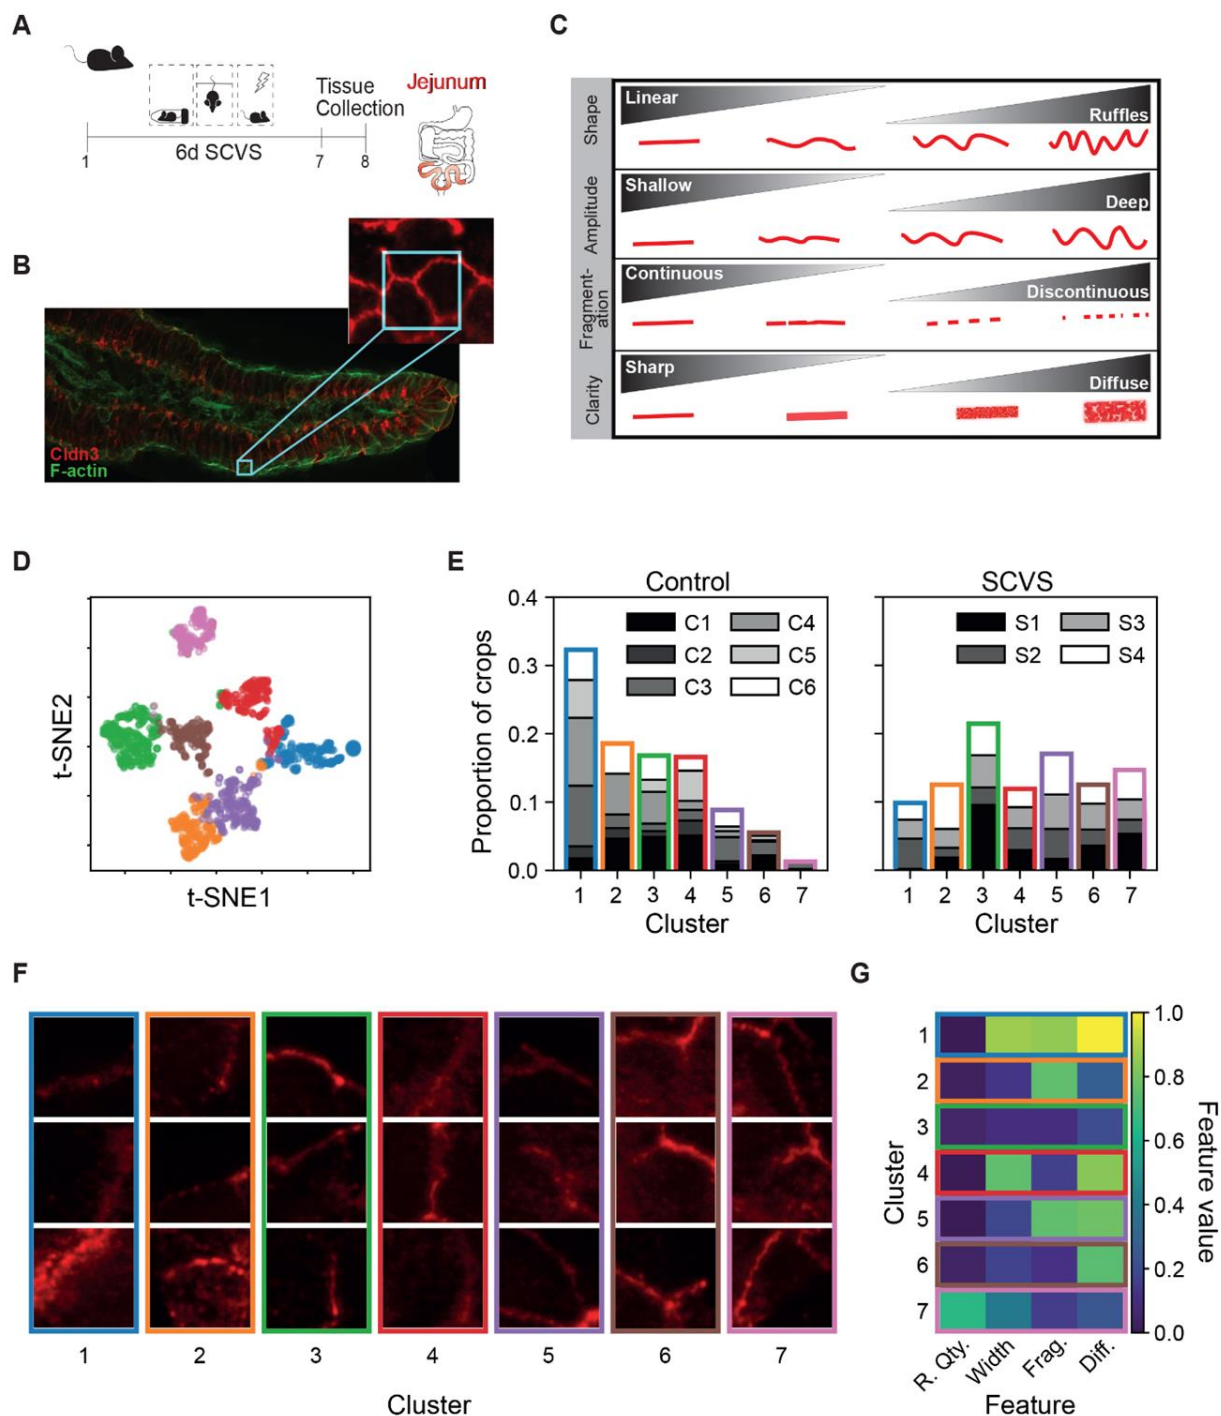 A
Tissue
Collection
Jejunum
1
6d SCVS
7
8
B
Cldn3
F-actin
C
Shape
Linear
Ruffles
Amplitude
Shallow
Deep
Fragment-
ation
Continuous
Discontinuous
Clarity
Sharp
Diffuse
D
t-SNE2
t-SNE1
E
Control
Proportion of crops
0.4
0.3
0.2
0.1
0.0
C1
C4
C2
C5
C3
C6
1 2 3 4 5 6 7
Cluster
SCVS
S1
S3
S2
S4
1 2 3 4 5 6 7
Cluster
F
1 2 3 4 5 6 7
Cluster
G
Cluster
1
2
3
4
5
6
7
R. Qty.
Width
Frag.
Diff.
Feature
1.0
0.8
0.6
0.4
0.2
0.0
Feature value